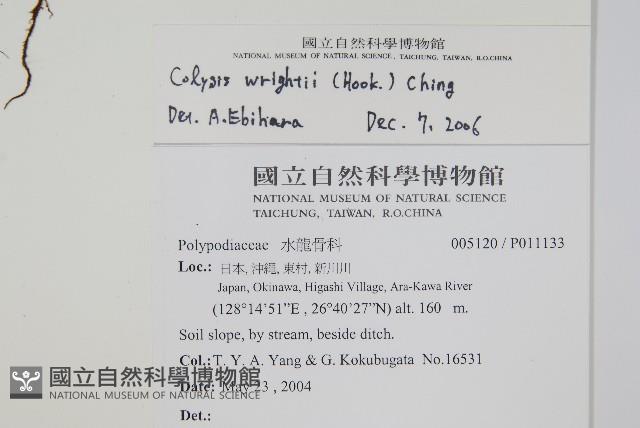 國立自然科學博物館
NATIONAL MUSEUM OF NATURAL SCIENCE, TAICHUNG, TAIWAN, R.O.CHINA
Colysis wrightii (Hook.) Ching
Det. A.Ebihara Dec. 7, 2006
國立自然科學博物館
NATIONAL MUSEUM OF NATURAL SCIENCE
TAICHUNG, TAIWAN, R.O.CHINA
Polypodiaceae 水龍骨科 005120 / P011133
Loc.: 日本, 沖繩, 東村, 新川川
Japan, Okinawa, Higashi Village, Ara-Kawa River
(128°14'51"E , 26°40'27"N) alt. 160 m.
Soil slope, by stream, beside ditch.
Col.: T. Y. A. Yang & G. Kokubugata No.16531
Date: May 23 , 2004
Det.:
國立自然科學博物館
NATIONAL MUSEUM OF NATURAL SCIENCE